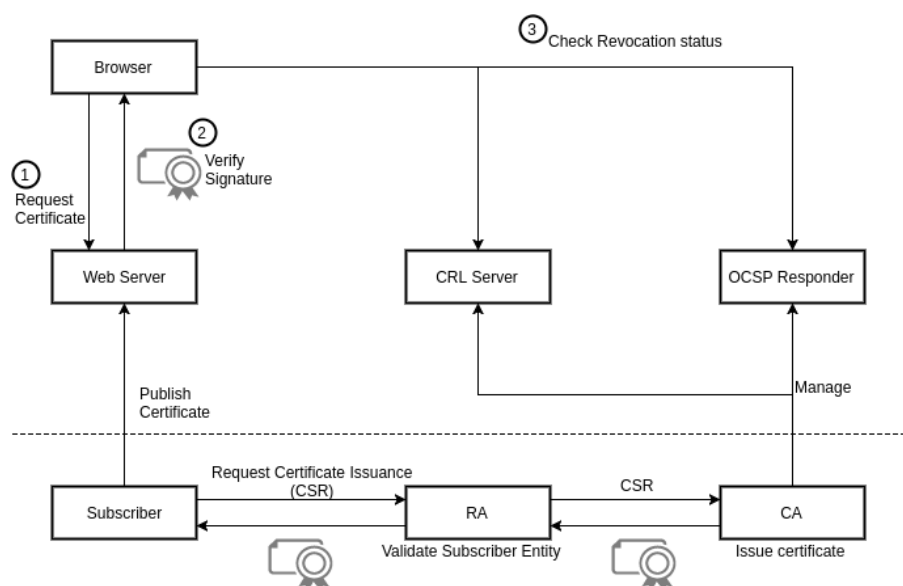 3
Check Revocation status
Browser
2
Verify
Signature
1
Request
Certificate
Web Server
CRL Server
OCSP Responder
Publish
Certificate
Manage
Request Certificate Issuance
(CSR)
CSR
Subscriber
RA
CA
Validate Subscriber Entity
Issue certificate